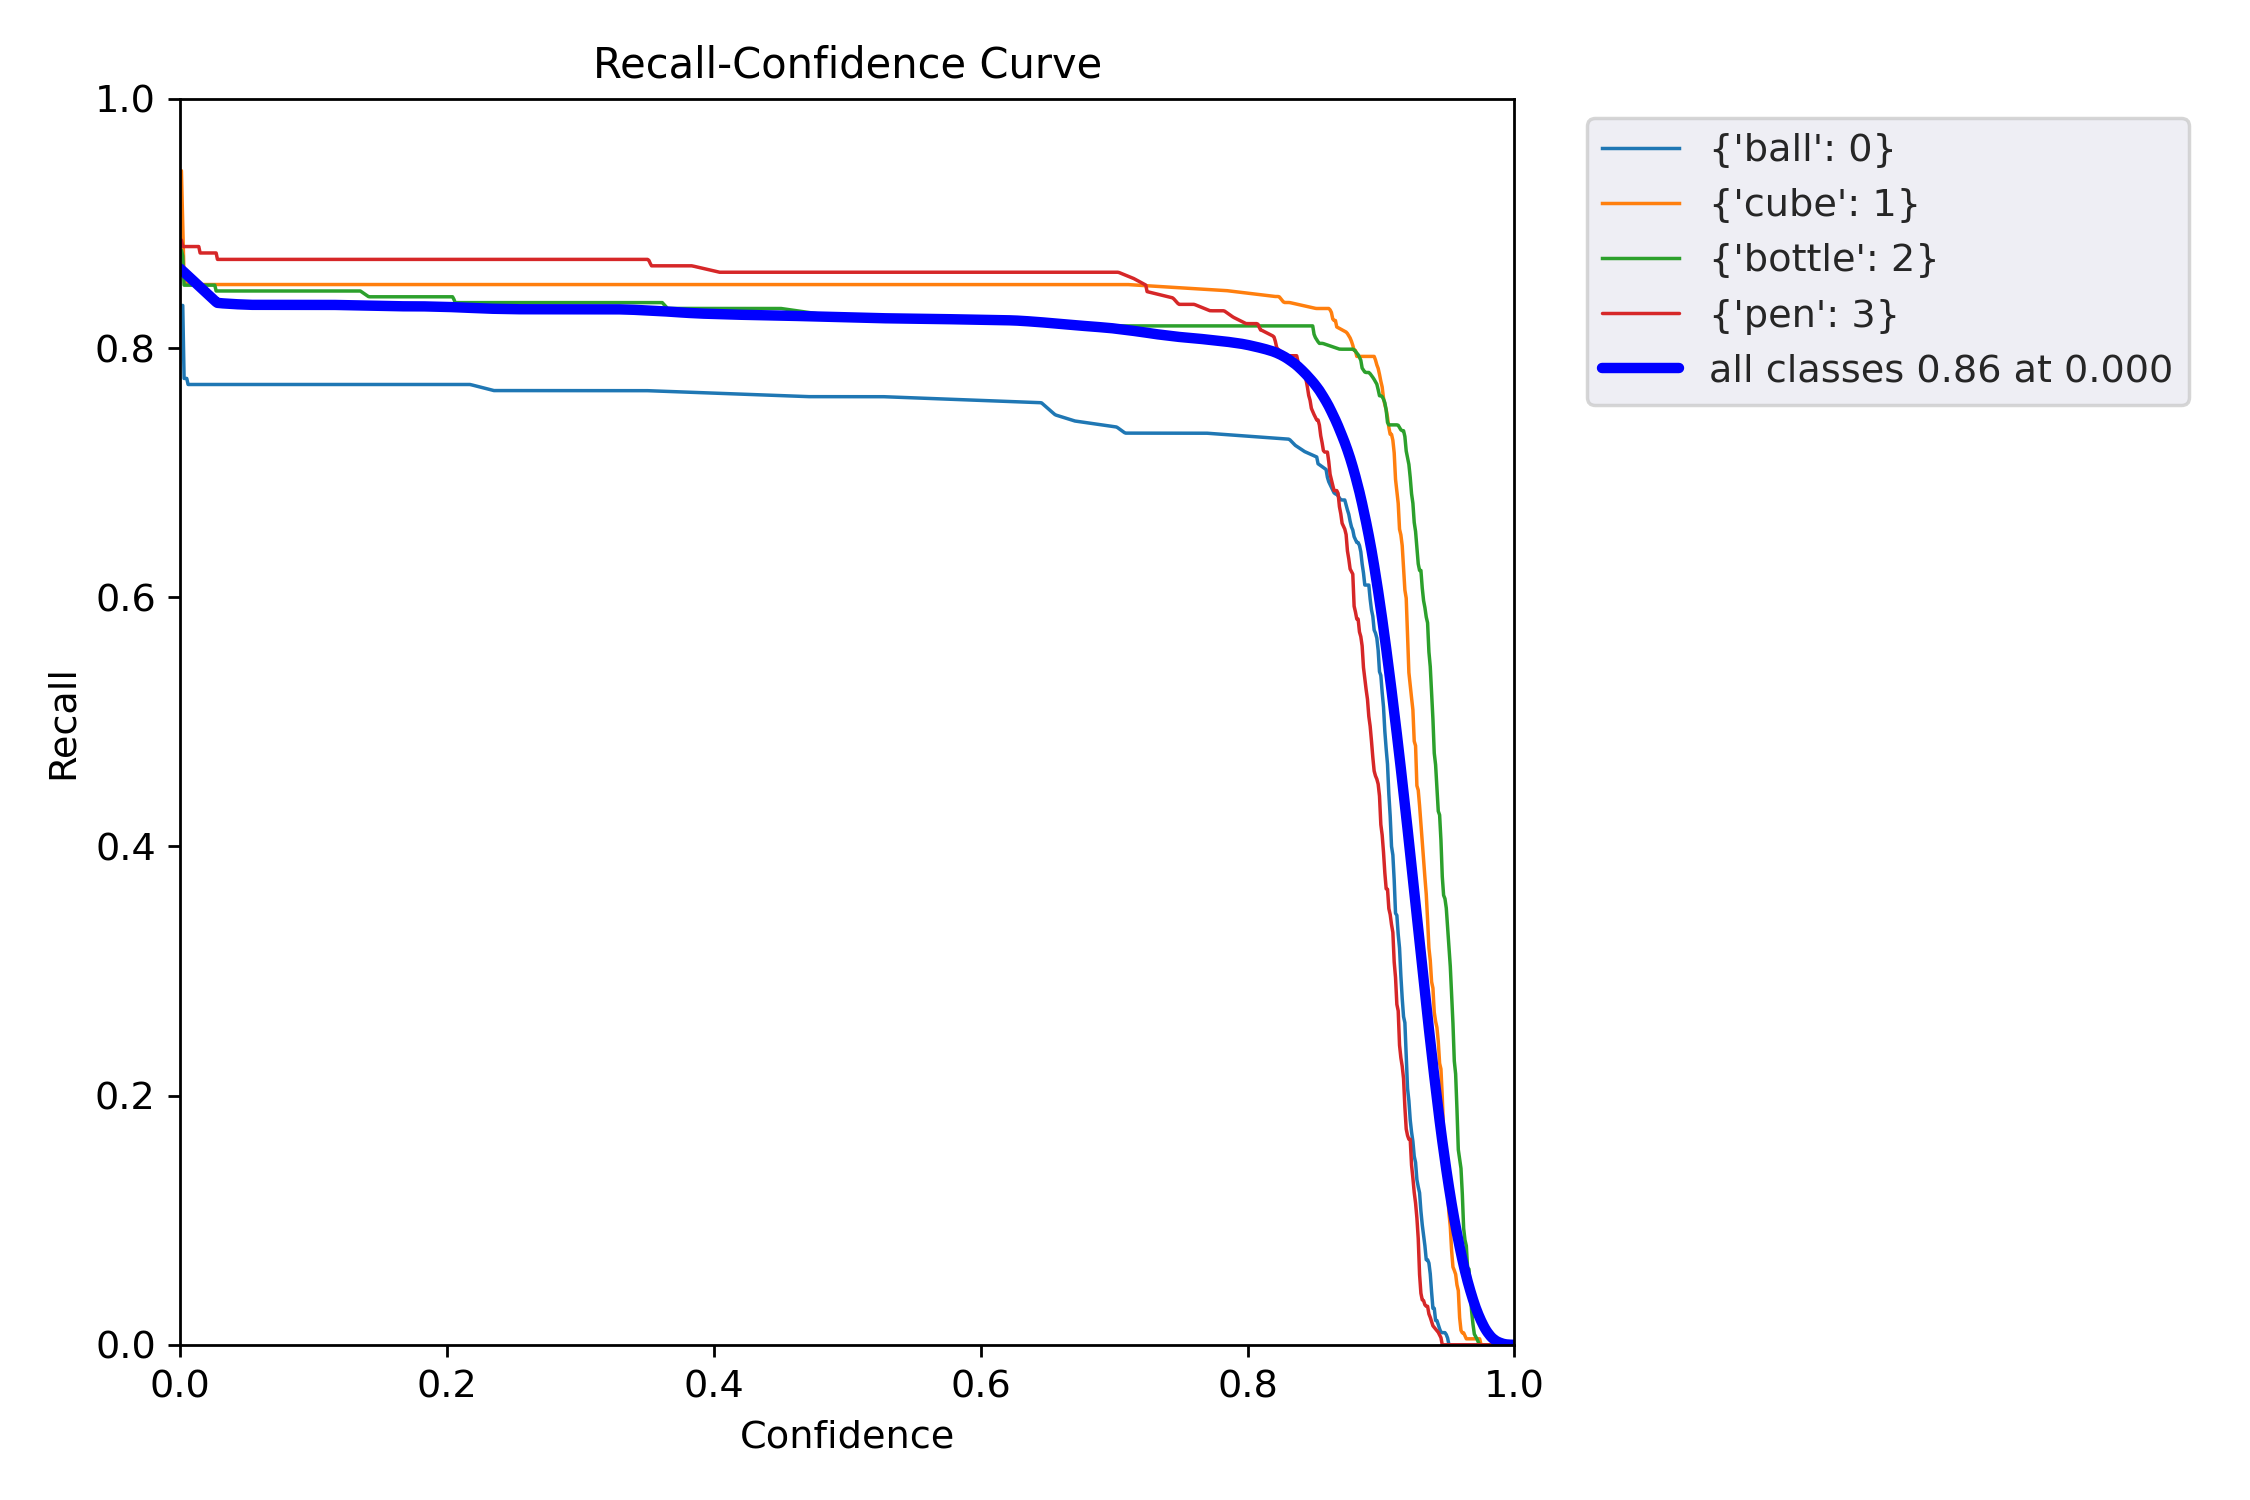 Recall-Confidence Curve
1.0
0.8
0.6
0.4
0.2
0.0
Recall
0.0 0.2 0.4 0.6 0.8 1.0
Confidence
{'ball': 0}
{'cube': 1}
{'bottle': 2}
{'pen': 3}
all classes 0.86 at 0.000